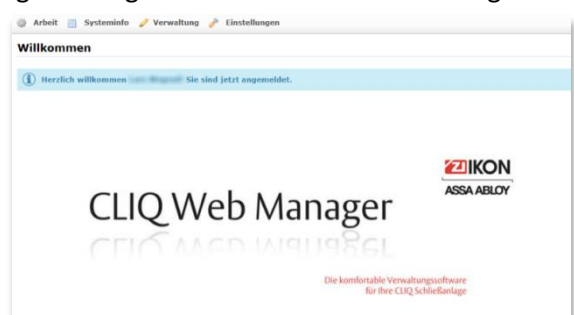 Arbeit Systeminfo Verwaltung Einstellungen
Willkommen
Herzlich willkommen Sie sind jetzt angemeldet.
IKON
ASSA ABLOY
CLIQ Web Manager
Die komfortable Verwaltungssoftware
für Ihre CLIQ Schließanlage